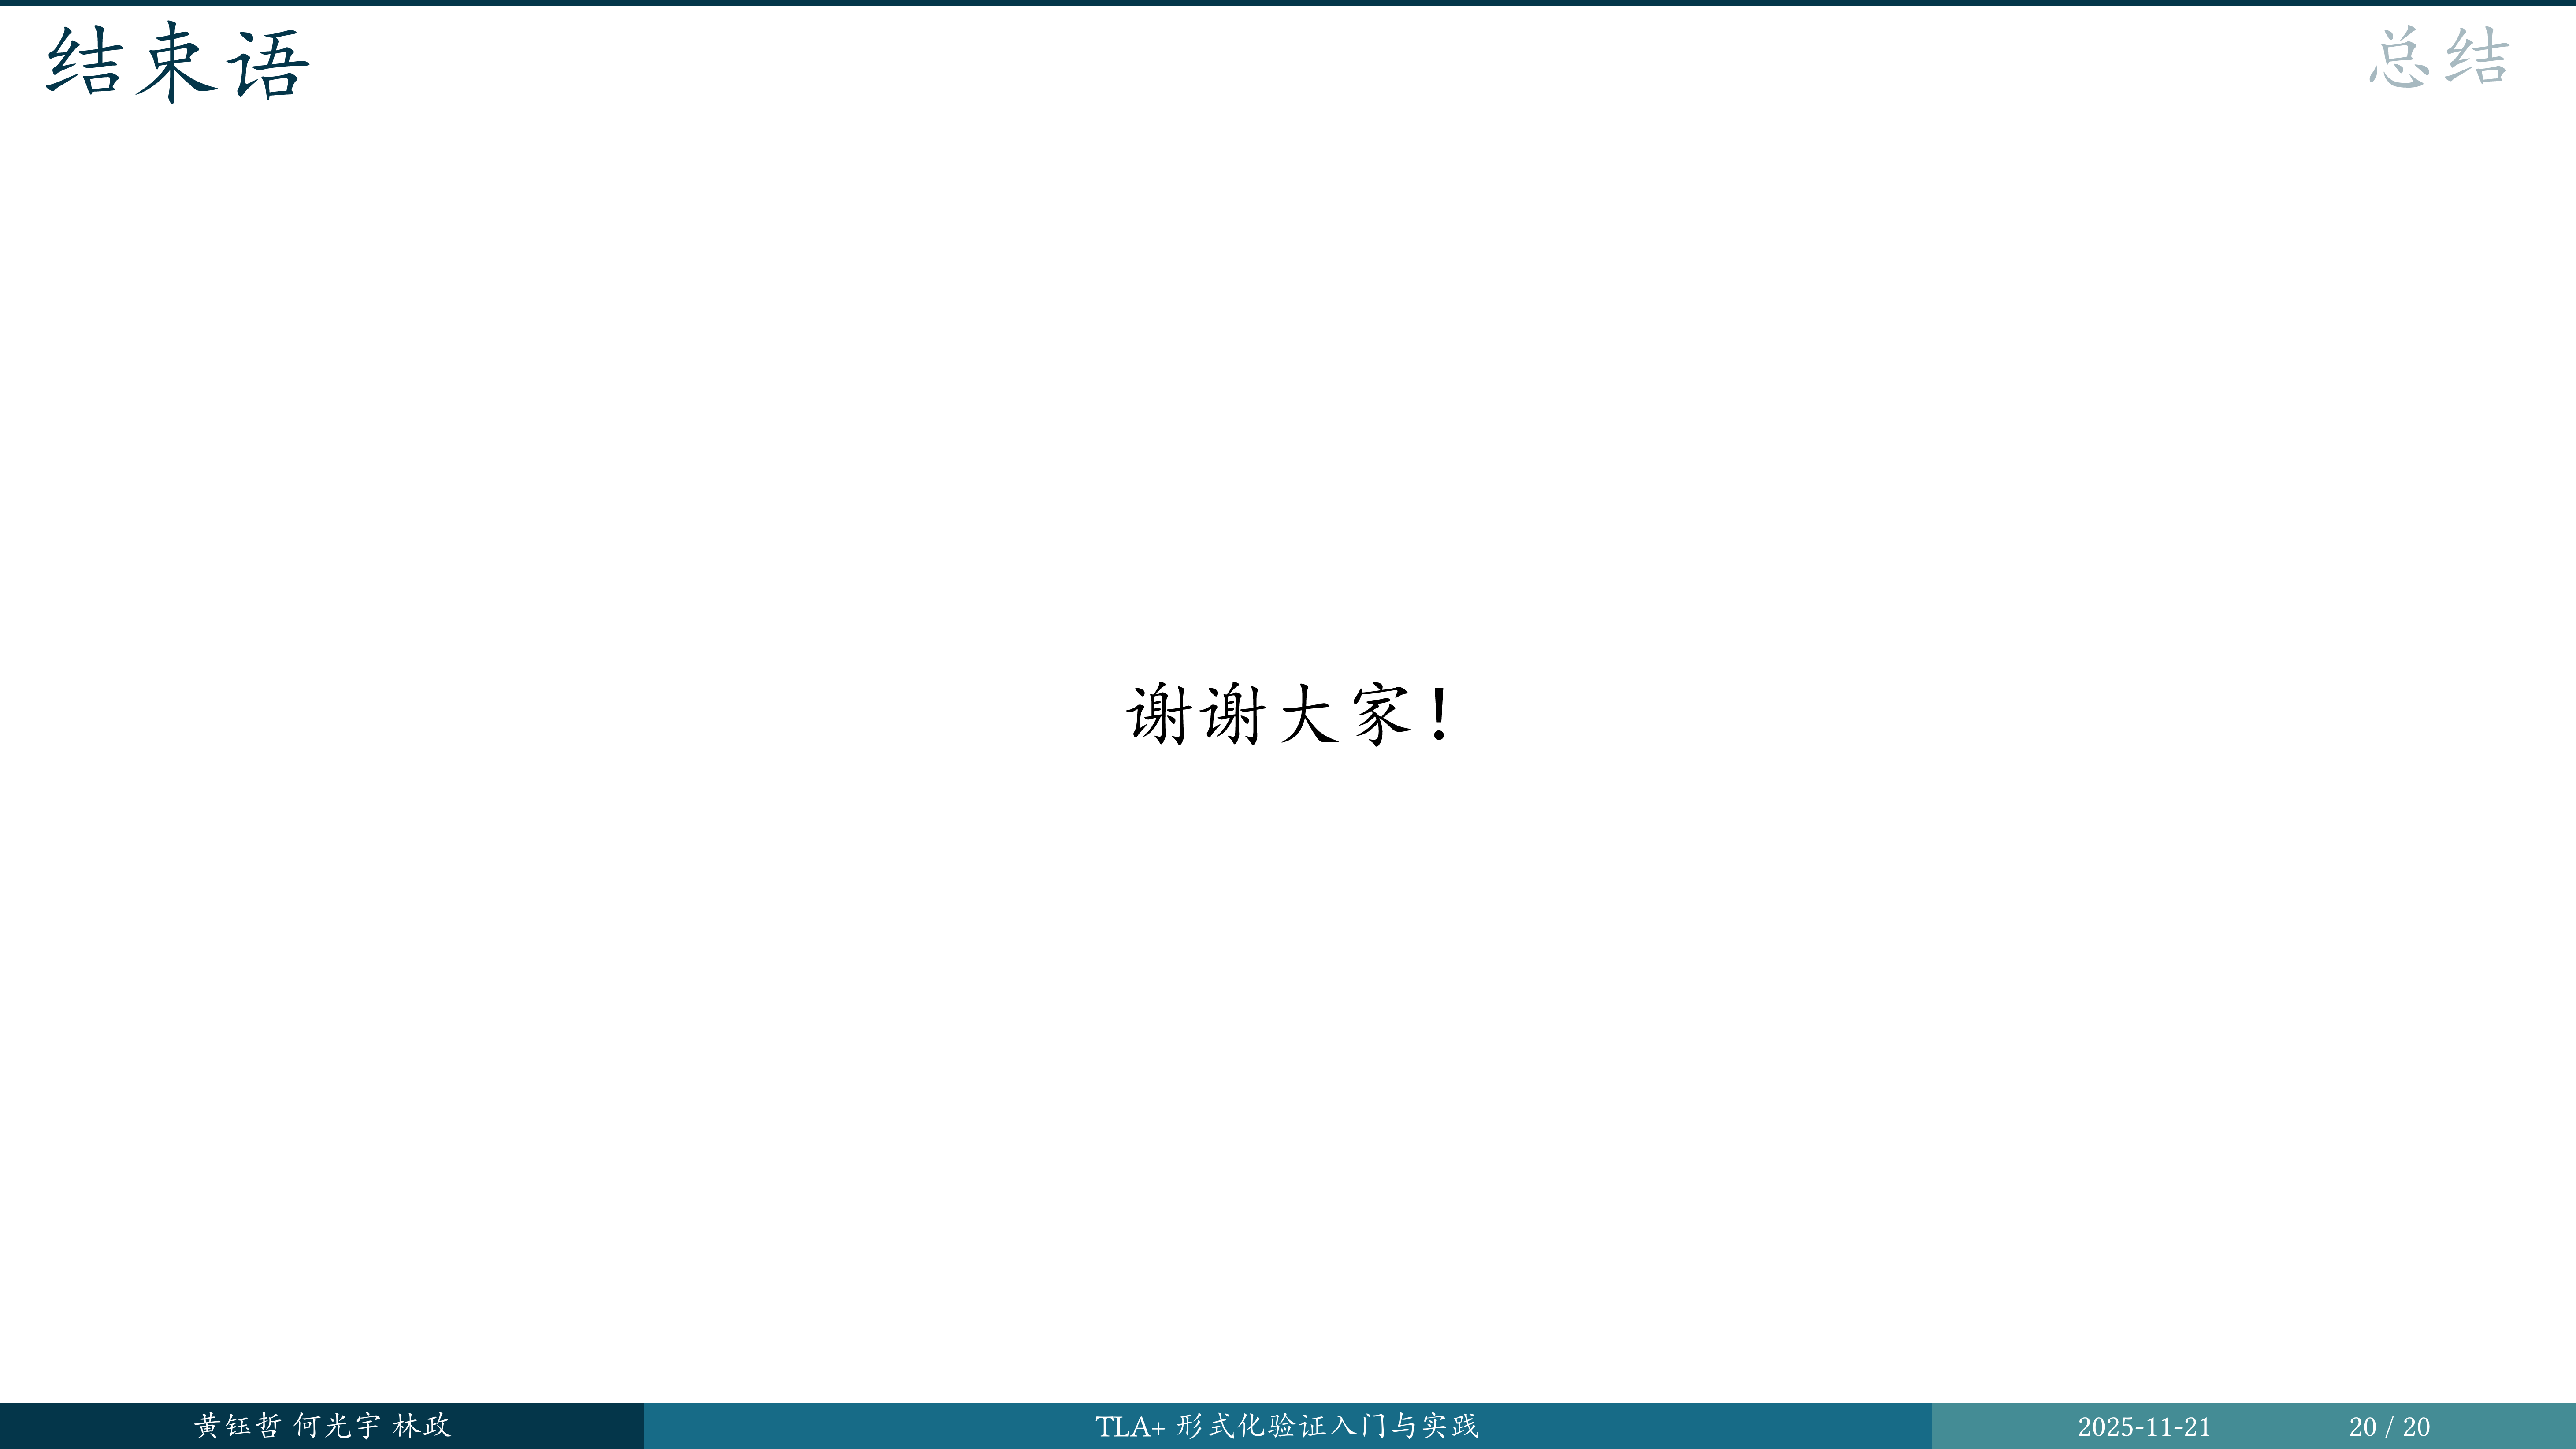 结束语
总结
谢谢大家！
黄钰哲 何光宇 林政
TLA+ 形式化验证入门与实践
2025-11-21
20 / 20